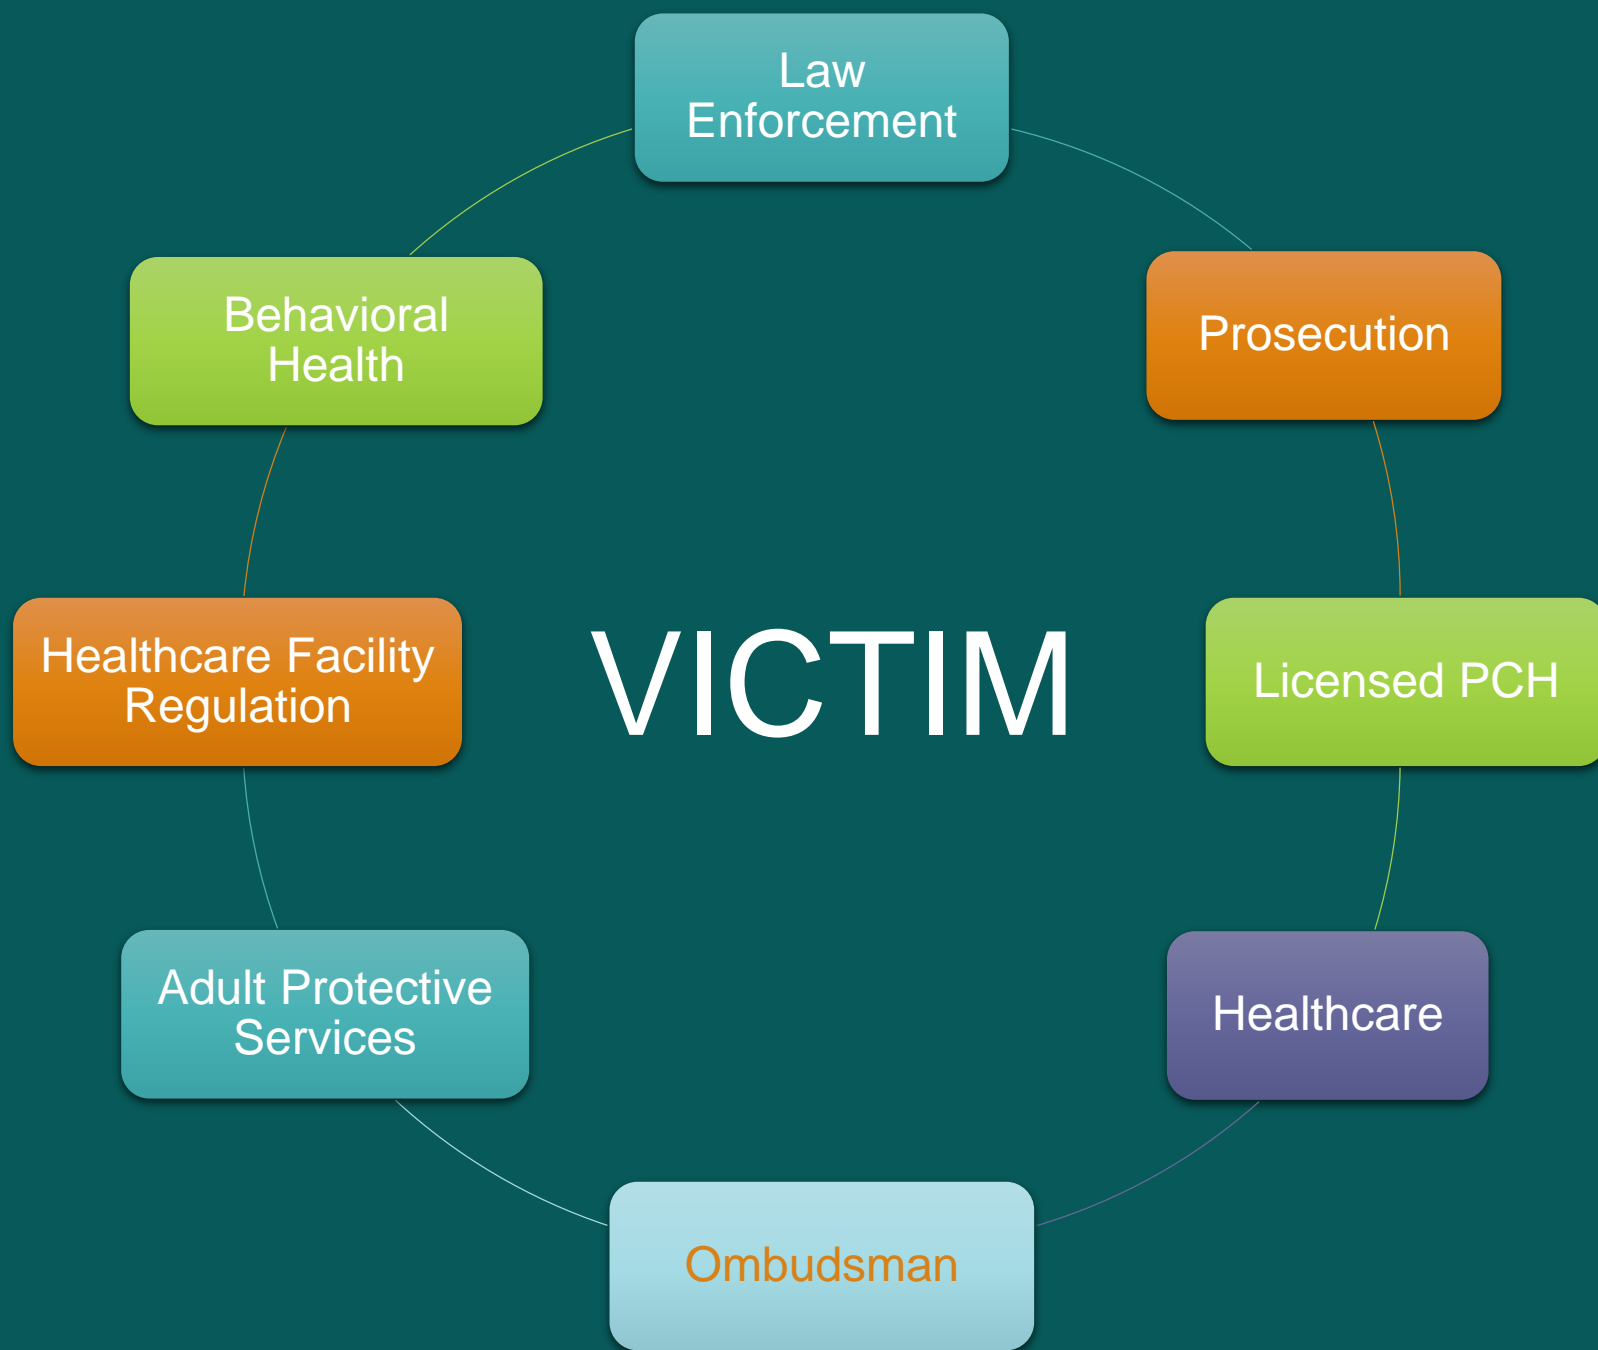 Law
Enforcement
Prosecution
Licensed PCH
Healthcare
Ombudsman
Adult Protective
Services
Healthcare Facility
Regulation
Behavioral
Health
VICTIM